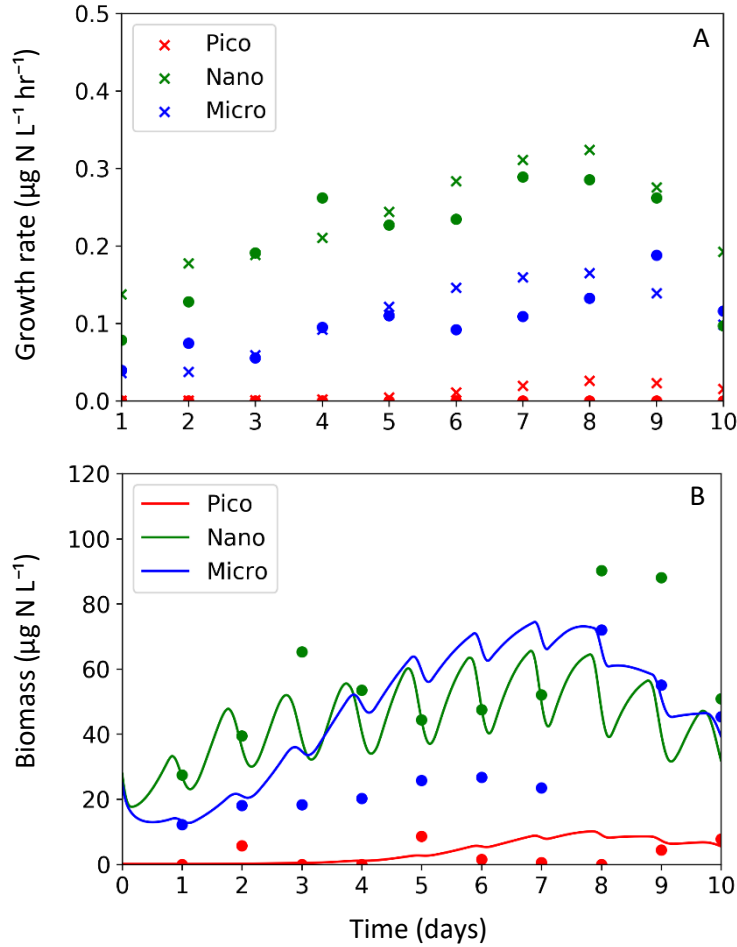 A
Pico
Nano
Micro
0.5
0.4
0.3
0.2
0.1
0.0
Growth rate (µg N L⁻¹ hr⁻¹)
1 2 3 4 5 6 7 8 9 10
B
Pico
Nano
Micro
120
100
80
60
40
20
0
Biomass (µg N L⁻¹)
0 1 2 3 4 5 6 7 8 9 10
Time (days)